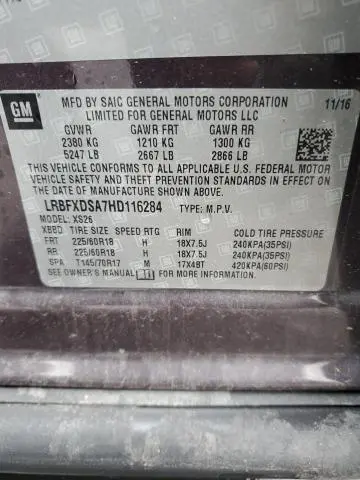 GM
MFD BY SAIC GENERAL MOTORS CORPORATION 11/16
LIMITED FOR GENERAL MOTORS LLC
GVWR GAWR FRT GAWR RR
2380 KG 1210 KG 1300 KG
5247 LB 2667 LB 2866 LB
THIS VEHICLE CONFORMS TO ALL APPLICABLE U.S. FEDERAL MOTOR
VEHICLE SAFETY, BUMPER, AND THEFT PREVENTION STANDARDS IN
EFFECT ON THE DATE OF MANUFACTURE SHOWN ABOVE.
LRBFXDSA7HD116284 TYPE: M.P.V.
MODEL: XS26
XBBD TIRE SIZE SPEED RTG RIM COLD TIRE PRESSURE
FRT 225/60R18 H 18X7.5J 240KPA(35PSI)
RR 225/60R18 H 18X7.5J 240KPA(35PSI)
SPA T145/70R17 M 17X4BT 420KPA(60PSI)
SEE OWNER'S MANUAL FOR ADDITIONAL INFORMATION.